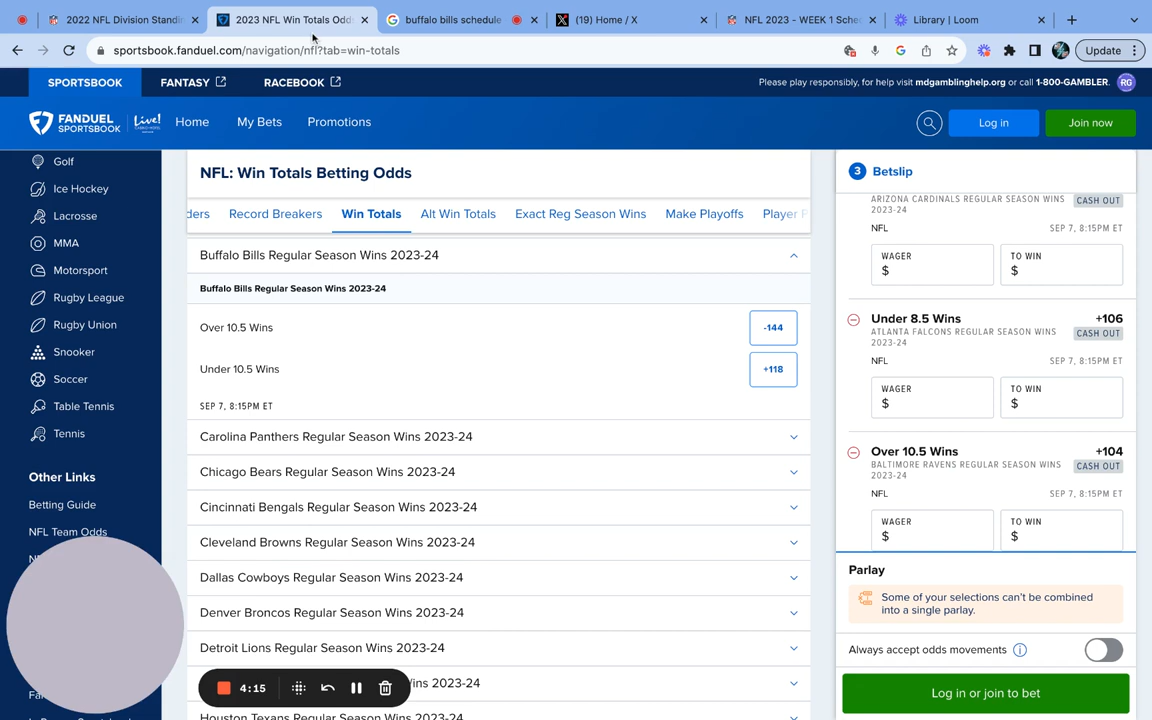 2022 NFL Division Standin
2023 NFL Win Totals Odds
buffalo bills schedule
(19) Home / X
NFL 2023 - WEEK 1 Sche
Library | Loom
sportsbook.fanduel.com/navigation/nfl?tab=win-totals
Update
SPORTSBOOK
FANTASY
RACEBOOK
Please play responsibly, for help visit mdgamblinghelp.org or call 1-800-GAMBLER.
RG
FANDUEL
SPORTSBOOK
Live!
Home
My Bets
Promotions
Log in
Join now
Golf
Ice Hockey
Lacrosse
MMA
Motorsport
Rugby League
Rugby Union
Snooker
Soccer
Table Tennis
Tennis
Other Links
Betting Guide
NFL Team Odds
NFL: Win Totals Betting Odds
ders
Record Breakers
Win Totals
Alt Win Totals
Exact Reg Season Wins
Make Playoffs
Player P
Buffalo Bills Regular Season Wins 2023-24
Buffalo Bills Regular Season Wins 2023-24
Over 10.5 Wins
-144
Under 10.5 Wins
+118
SEP 7, 8:15PM ET
Carolina Panthers Regular Season Wins 2023-24
Chicago Bears Regular Season Wins 2023-24
Cincinnati Bengals Regular Season Wins 2023-24
Cleveland Browns Regular Season Wins 2023-24
Dallas Cowboys Regular Season Wins 2023-24
Denver Broncos Regular Season Wins 2023-24
Detroit Lions Regular Season Wins 2023-24
ins 2023-24
Houston Texans Regular Season Wins 2023-24
4:15
3 Betslip
ARIZONA CARDINALS REGULAR SEASON WINS
2023-24
CASH OUT
NFL
SEP 7, 8:15PM ET
WAGER
$
TO WIN
$
Under 8.5 Wins
+106
ATLANTA FALCONS REGULAR SEASON WINS
2023-24
CASH OUT
NFL
SEP 7, 8:15PM ET
WAGER
$
TO WIN
$
Over 10.5 Wins
+104
BALTIMORE RAVENS REGULAR SEASON WINS
2023-24
CASH OUT
NFL
SEP 7, 8:15PM ET
WAGER
$
TO WIN
$
Parlay
Some of your selections can't be combined
into a single parlay.
Always accept odds movements
Log in or join to bet